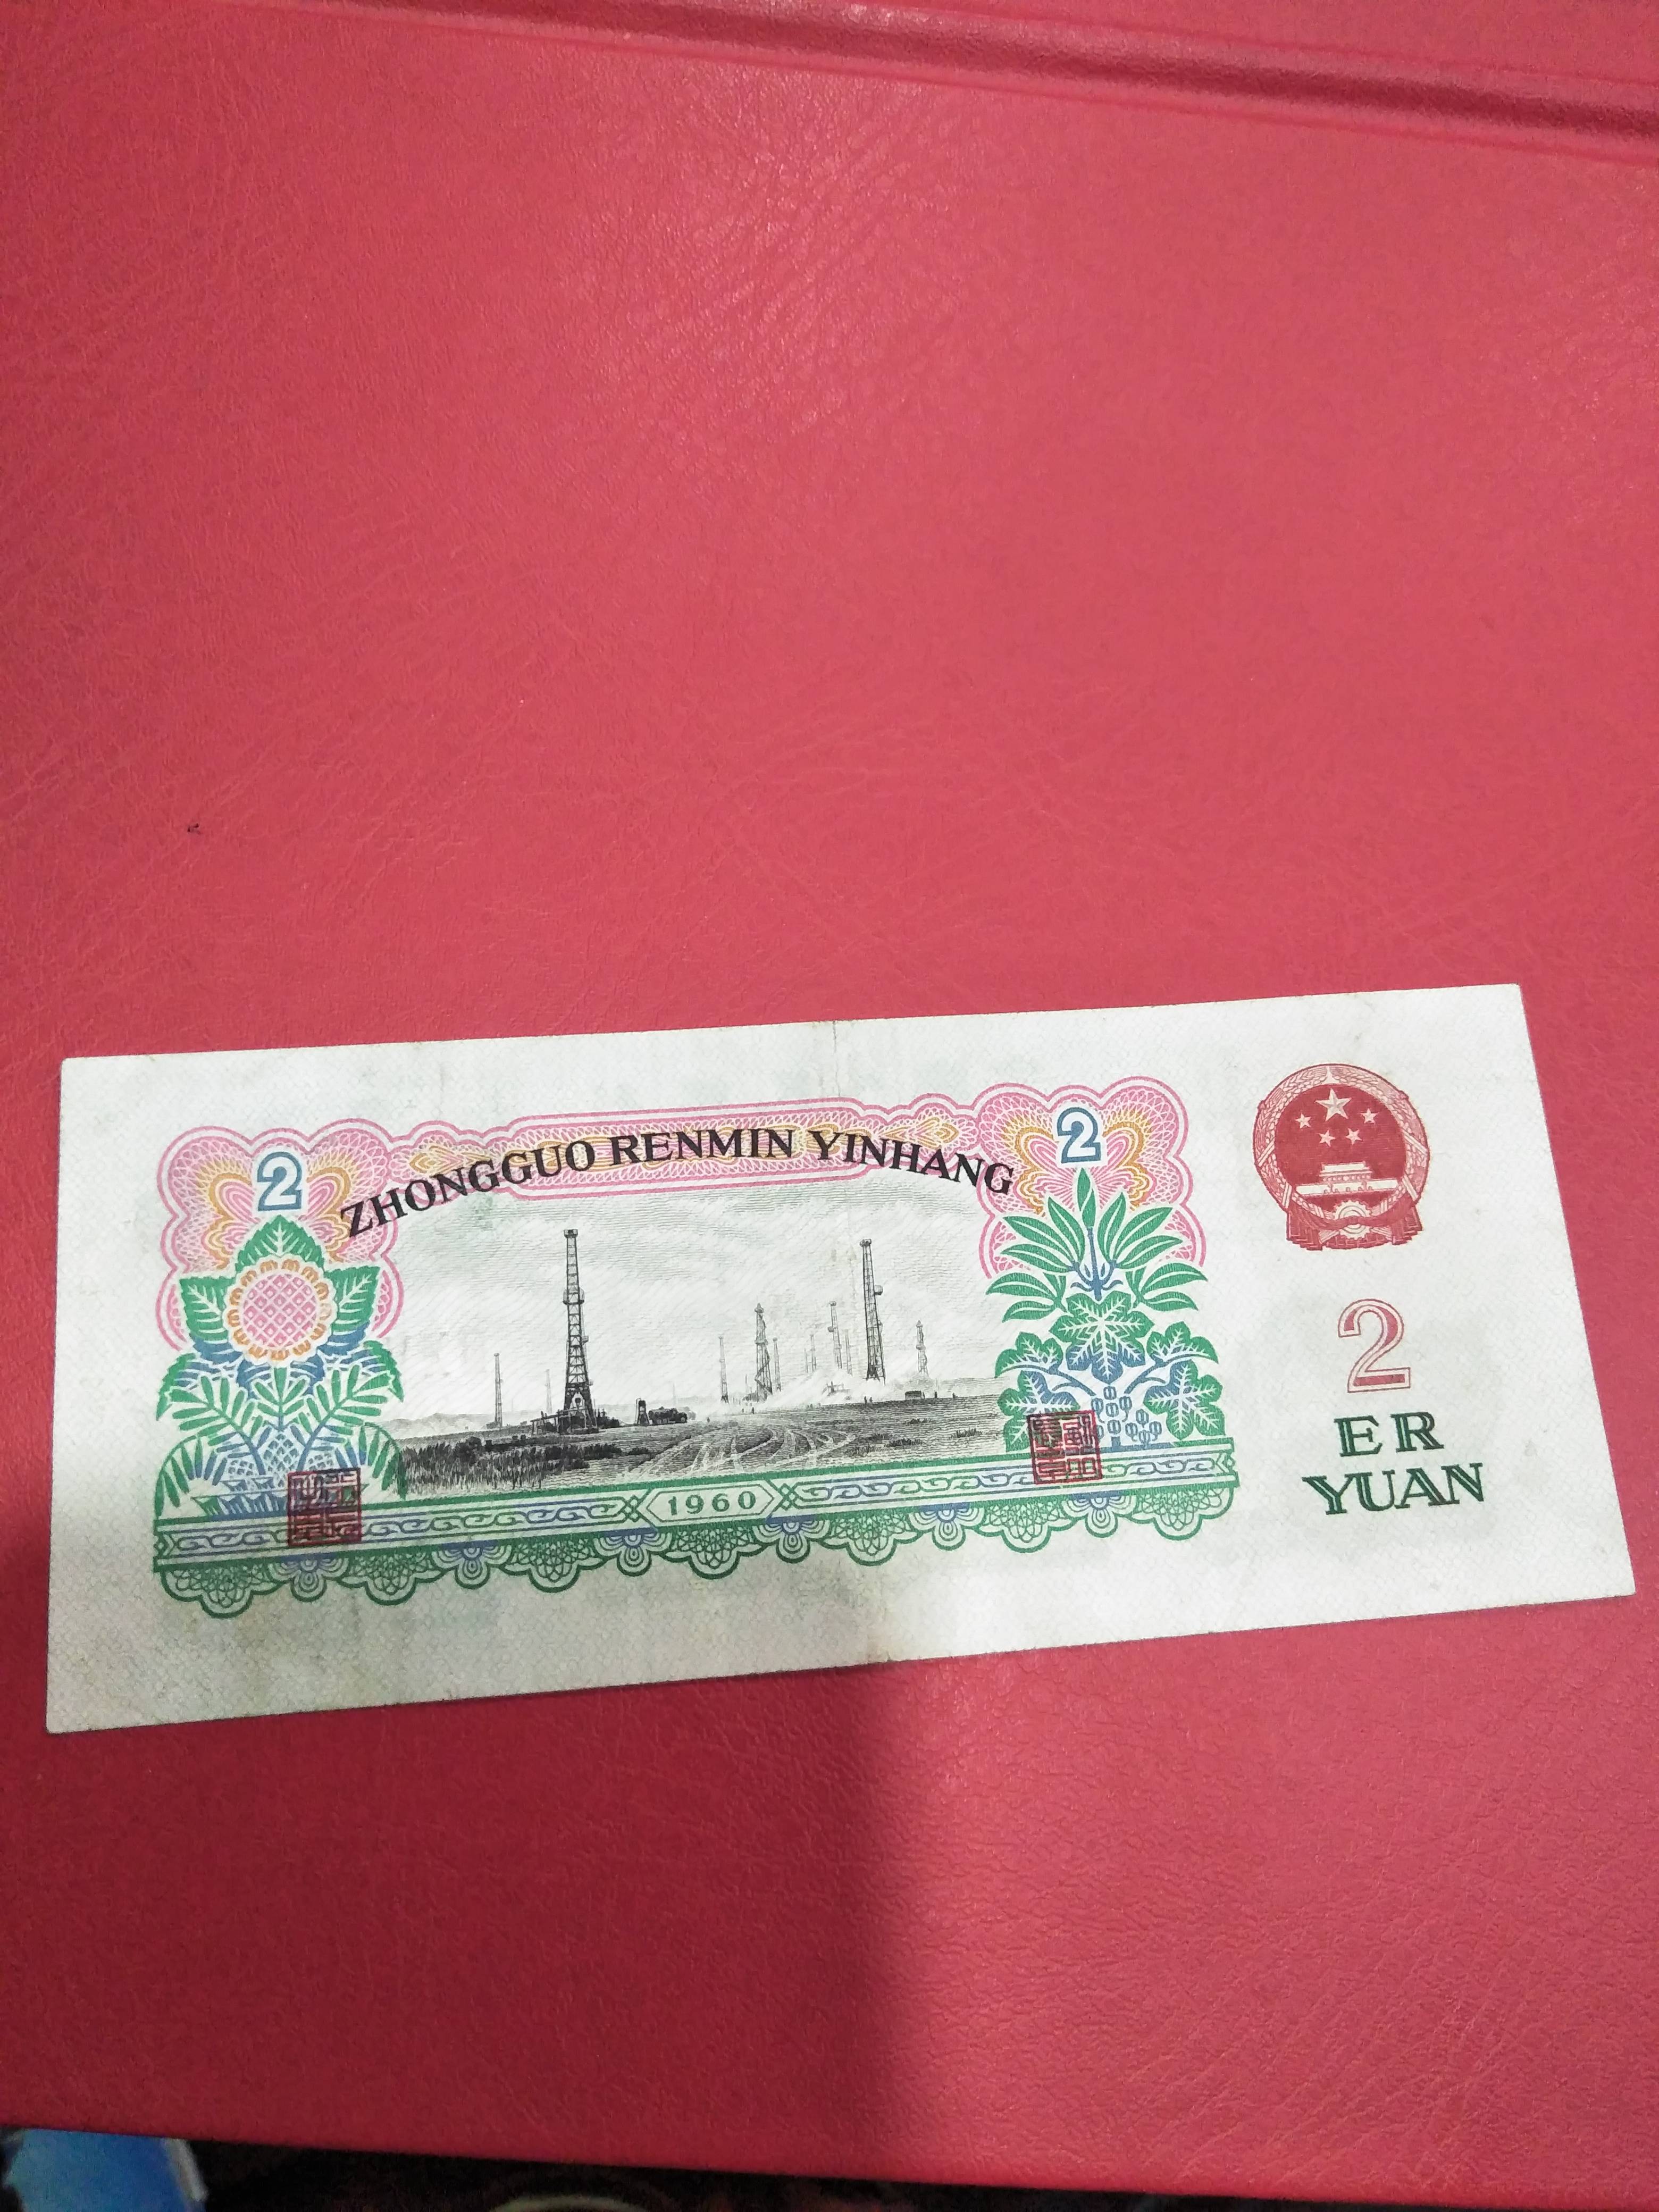 2
ZHONGGUO RENMIN YINHANG
2
1960
2
ER
YUAN